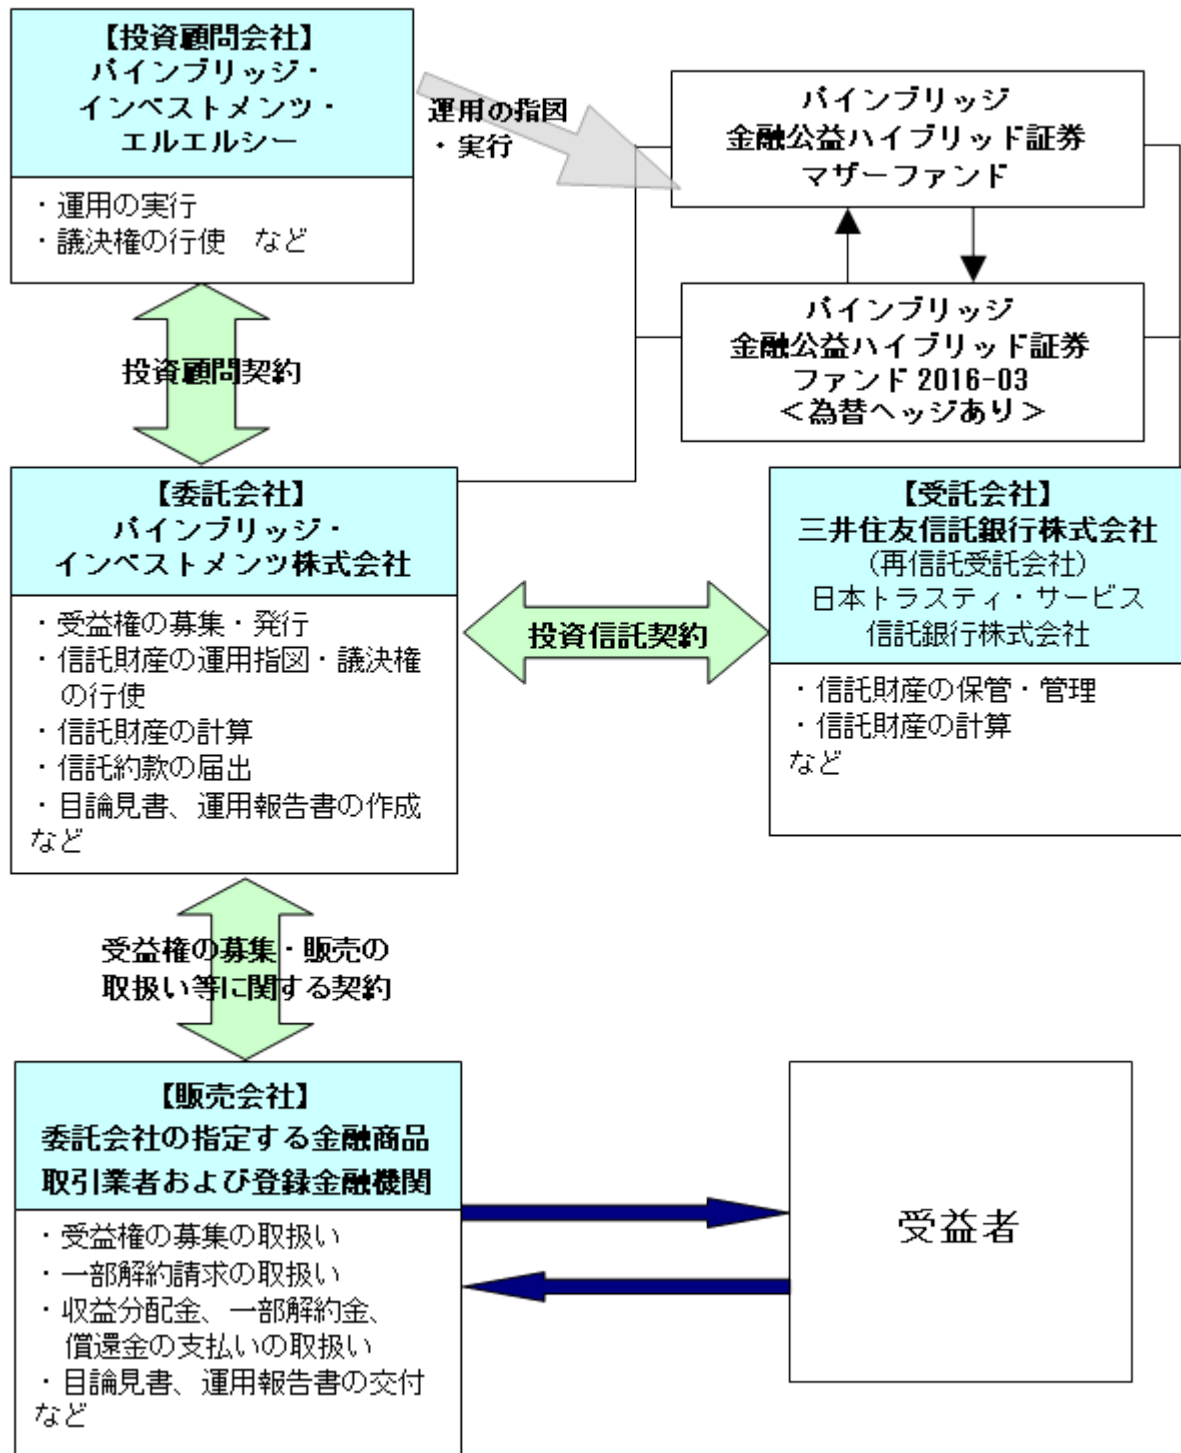 【投資顧問会社】
パインブリッジ・
インベストメンツ・
エルエルシー
・運用の実行
・議決権の行使　など
運用の指図
・実行
パインブリッジ
金融公益ハイブリッド証券
マザーファンド
パインブリッジ
金融公益ハイブリッド証券
ファンド 2016-03
＜為替ヘッジあり＞
投資顧問契約
【委託会社】
パインブリッジ・
インベストメンツ株式会社
・受益権の募集・発行
・信託財産の運用指図・議決権
の行使
・信託財産の計算
・信託約款の届出
・目論見書、運用報告書の作成
など
投資信託契約
【受託会社】
三井住友信託銀行株式会社
（再信託受託会社）
日本トラスティ・サービス
信託銀行株式会社
・信託財産の保管・管理
・信託財産の計算
など
受益権の募集・販売の
取扱い等に関する契約
【販売会社】
委託会社の指定する金融商品
取引業者および登録金融機関
・受益権の募集の取扱い
・一部解約請求の取扱い
・収益分配金、一部解約金、
償還金の支払いの取扱い
・目論見書、運用報告書の交付
など
受益者